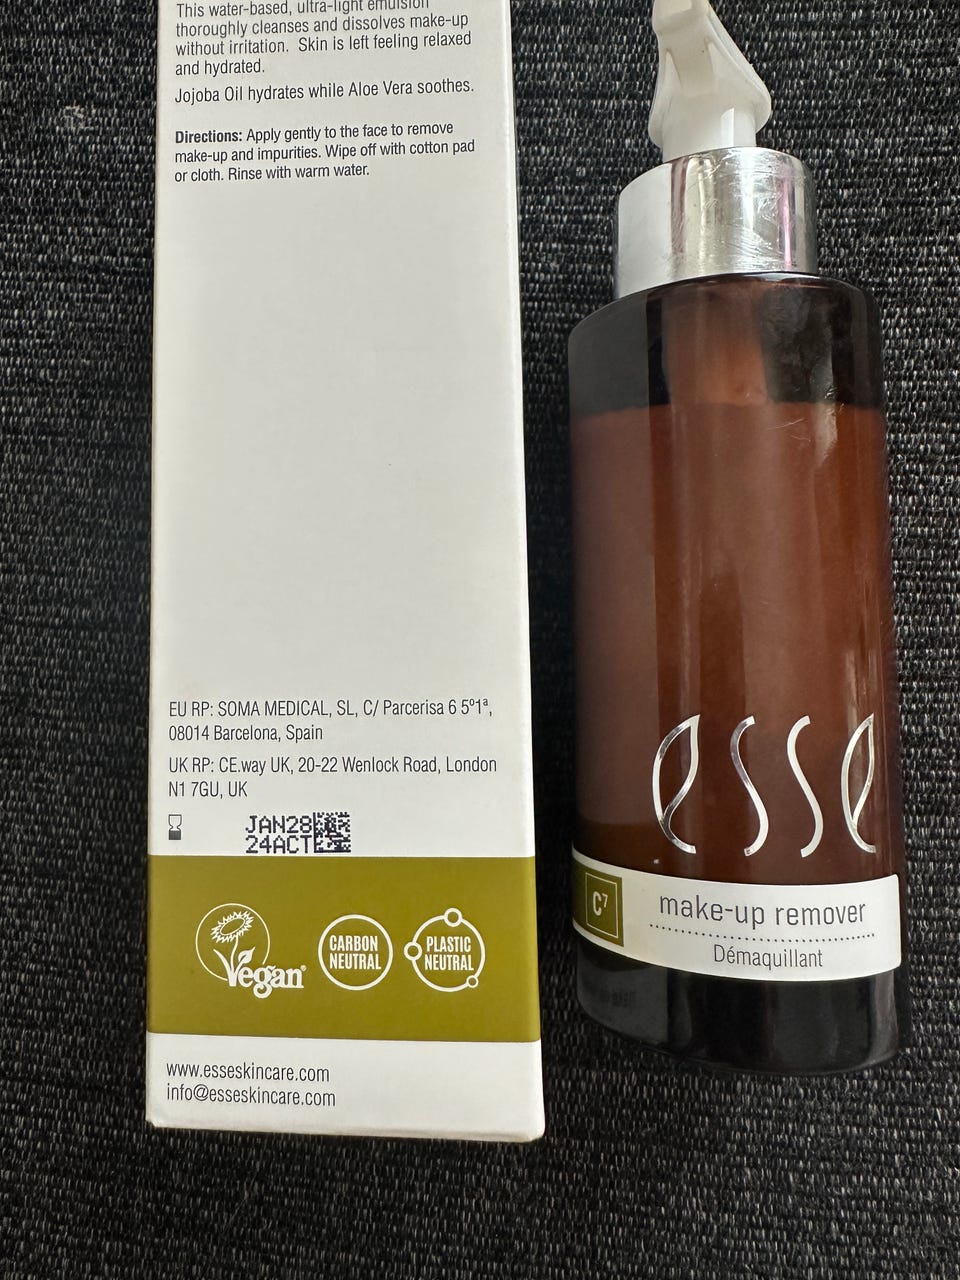 This water-based, ultra-light emulsion
thoroughly cleanses and dissolves make-up
without irritation. Skin is left feeling relaxed
and hydrated.
Jojoba Oil hydrates while Aloe Vera soothes.
Directions: Apply gently to the face to remove
make-up and impurities. Wipe off with cotton pad
or cloth. Rinse with warm water.
EU RP: SOMA MEDICAL, SL, C/ Parcerisa 6 5º1ª,
08014 Barcelona, Spain
UK RP: CE.way UK, 20-22 Wenlock Road, London
N1 7GU, UK
JAN28
24ACT
Vegan®
CARBON
NEUTRAL
PLASTIC
NEUTRAL
www.esseskincare.com
info@esseskincare.com
esse
C7
make-up remover
Démaquillant